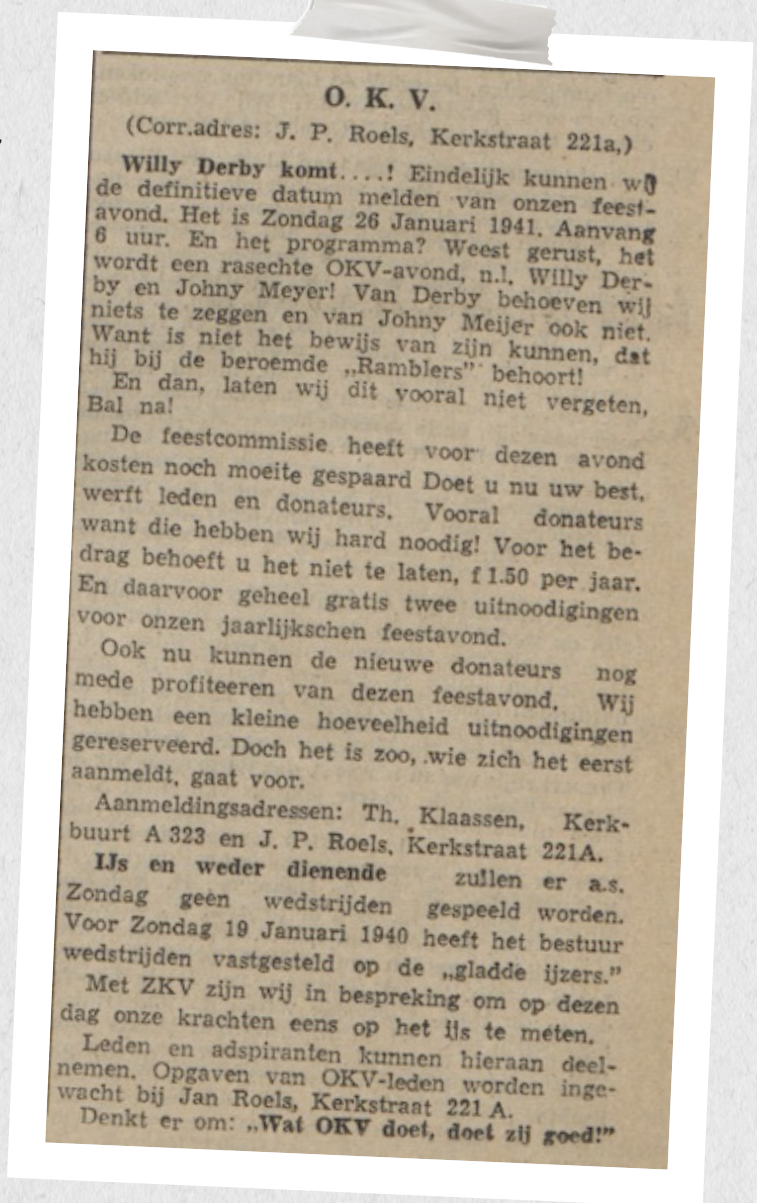 O. K. V.
(Corr.adres: J. P. Roels, Kerkstraat 221a,)
Willy Derby komt....! Eindelijk kunnen wij
de definitieve datum melden van onzen feest-
avond. Het is Zondag 26 Januari 1941. Aanvang
6 uur. En het programma? Weest gerust, het
wordt een rasechte OKV-avond, n.l. Willy Der-
by en Johny Meyer! Van Derby behoeven wij
niets te zeggen en van Johny Meijer ook niet.
Want is niet het bewijs van zijn kunnen, dat
hij bij de beroemde „Ramblers” behoort!
En dan, laten wij dit vooral niet vergeten,
Bal na!
De feestcommissie heeft voor dezen avond
kosten noch moeite gespaard Doet u nu uw best,
werft leden en donateurs. Vooral donateurs
want die hebben wij hard noodig! Voor het be-
drag behoeft u het niet te laten, f 1.50 per jaar.
En daarvoor geheel gratis twee uitnoodigingen
voor onzen jaarlijkschen feestavond.
Ook nu kunnen de nieuwe donateurs nog
mede profiteeren van dezen feestavond. Wij
hebben een kleine hoeveelheid uitnoodigingen
gereserveerd. Doch het is zoo, wie zich het eerst
aanmeldt, gaat voor.
Aanmeldingsadressen: Th. Klaassen, Kerk-
buurt A 323 en J. P. Roels, Kerkstraat 221A.
IJs en weder dienende zullen er a.s.
Zondag geen wedstrijden gespeeld worden.
Voor Zondag 19 Januari 1940 heeft het bestuur
wedstrijden vastgesteld op de „gladde ijzers.”
Met ZKV zijn wij in bespreking om op dezen
dag onze krachten eens op het ijs te meten.
Leden en adspiranten kunnen hieraan deel-
nemen. Opgaven van OKV-leden worden inge-
wacht bij Jan Roels, Kerkstraat 221 A.
Denkt er om: „Wat OKV doet, doet zij goed!”